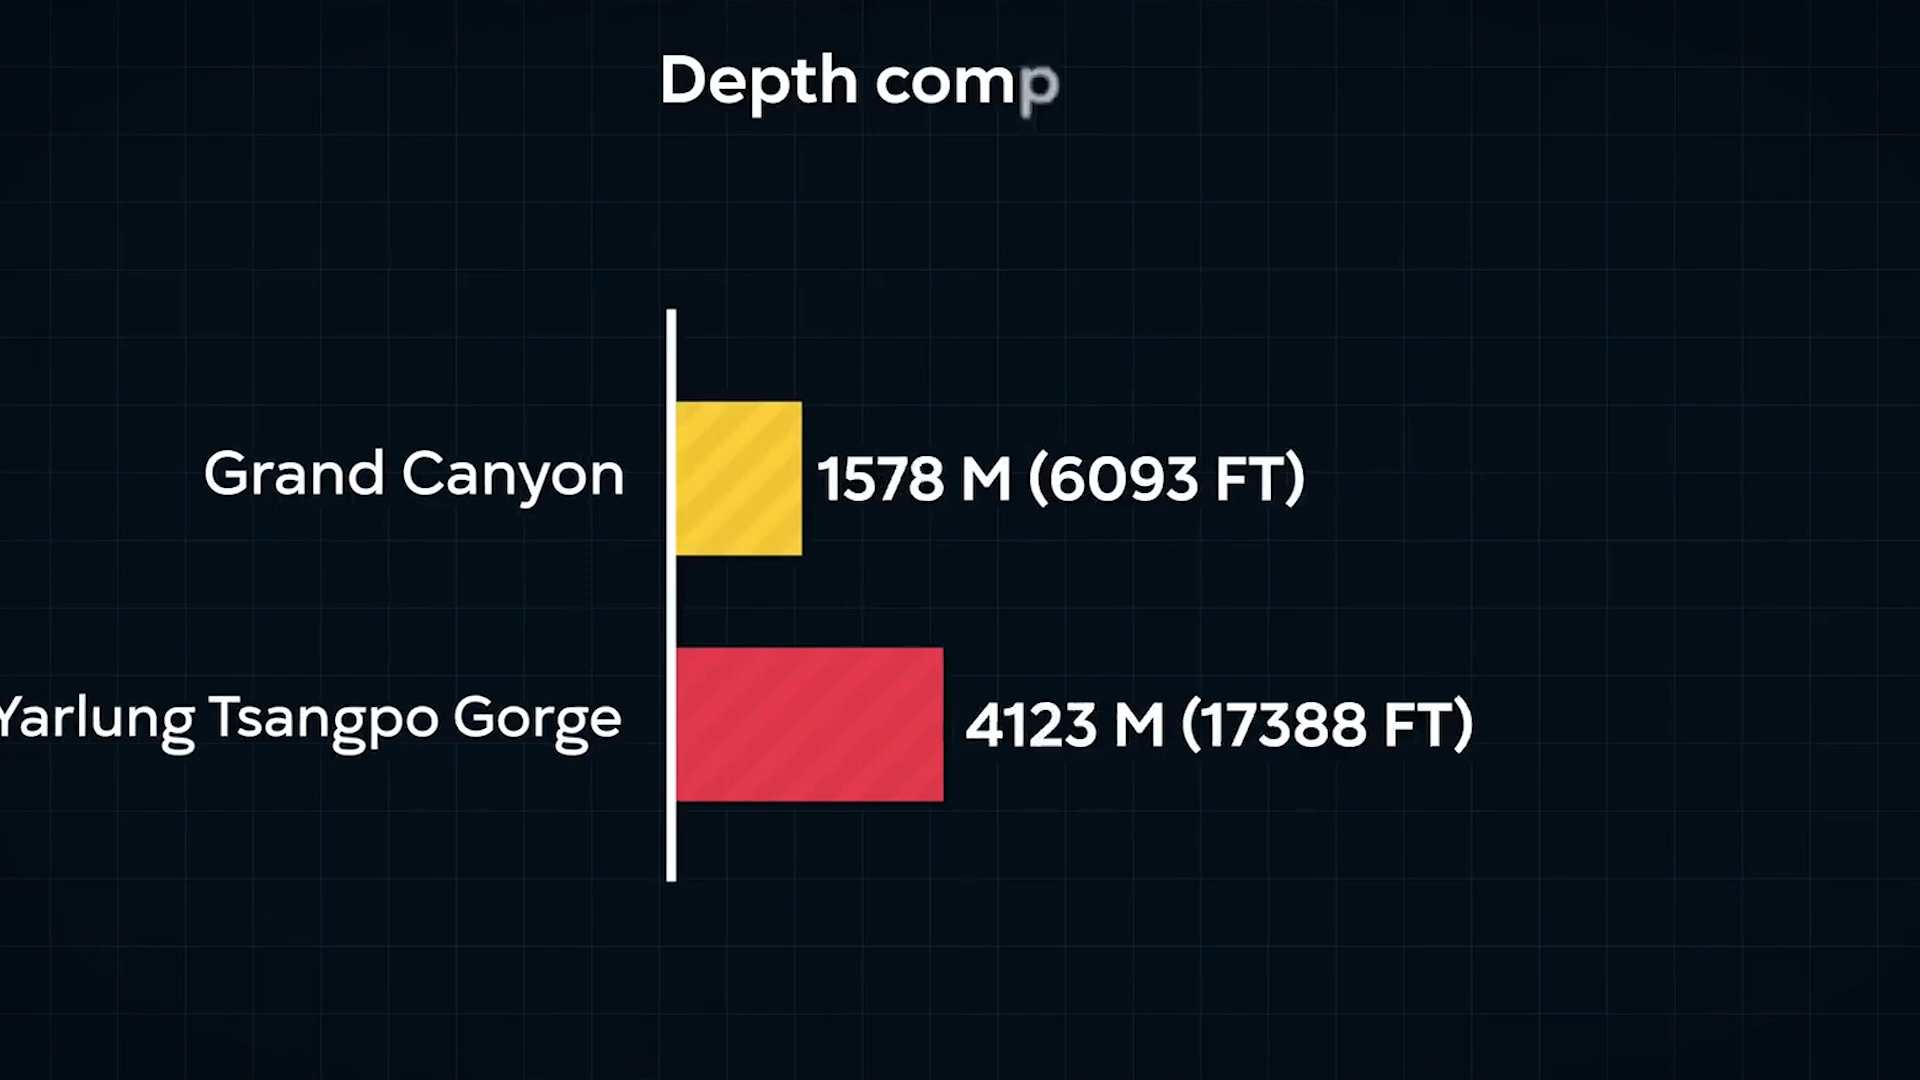 Depth comp
Grand Canyon
1578 M (6093 FT)
Yarlung Tsangpo Gorge
4123 M (17388 FT)